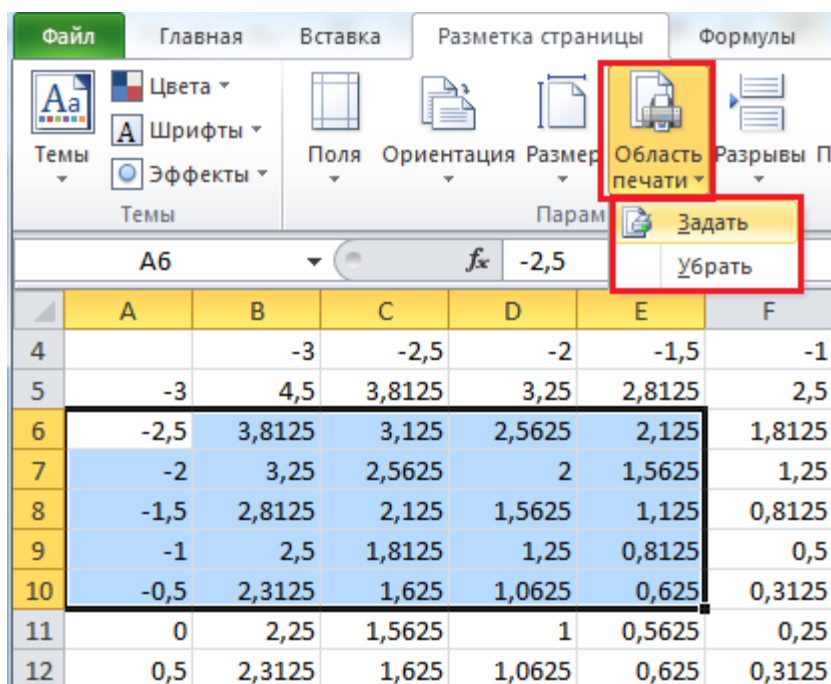 Файл Главная Вставка Разметка страницы Формулы
Aa Цвета
A Шрифты
Темы Эффекты Поля Ориентация Размер Область печати Разрывы
Темы
Задать
Убрать
A6 fx -2,5
A B C D E F
4 -3 -2,5 -2 -1,5 -1
5 -3 4,5 3,8125 3,25 2,8125 2,5
6 -2,5 3,8125 3,125 2,5625 2,125 1,8125
7 -2 3,25 2,5625 2 1,5625 1,25
8 -1,5 2,8125 2,125 1,5625 1,125 0,8125
9 -1 2,5 1,8125 1,25 0,8125 0,5
10 -0,5 2,3125 1,625 1,0625 0,625 0,3125
11 0 2,25 1,5625 1 0,5625 0,25
12 0,5 2,3125 1,625 1,0625 0,625 0,3125